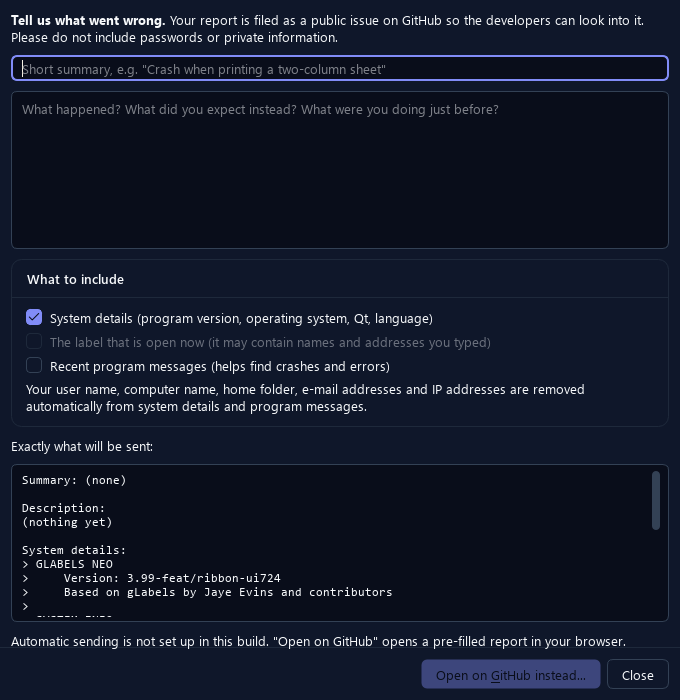 Tell us what went wrong. Your report is filed as a public issue on GitHub so the developers can look into it.
Please do not include passwords or private information.
Short summary, e.g. "Crash when printing a two-column sheet"
What happened? What did you expect instead? What were you doing just before?
What to include
System details (program version, operating system, Qt, language)
The label that is open now (it may contain names and addresses you typed)
Recent program messages (helps find crashes and errors)
Your user name, computer name, home folder, e-mail addresses and IP addresses are removed
automatically from system details and program messages.
Exactly what will be sent:
Summary: (none)
Description:
(nothing yet)
System details:
> GLABELS NEO
>     Version: 3.99-feat/ribbon-ui724
>     Based on gLabels by Jaye Evins and contributors
>
Automatic sending is not set up in this build. "Open on GitHub" opens a pre-filled report in your browser.
Open on GitHub instead...
Close